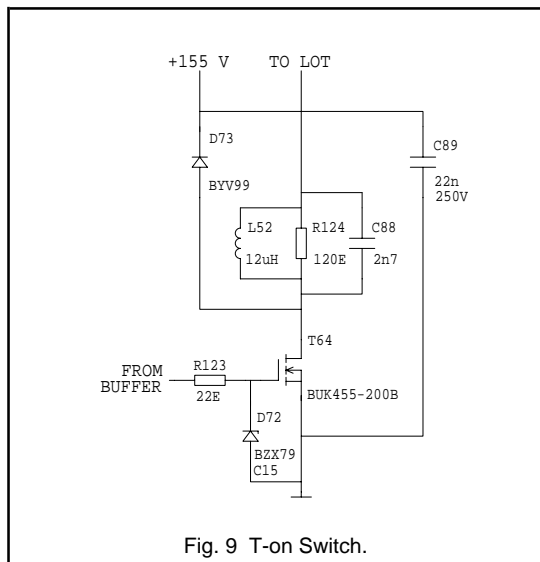 +155 V TO LOT
D73
BYV99
C89
22n
250V
L52
12uH
R124
120E
C88
2n7
T64
FROM
BUFFER
R123
22E
BUK455-200B
D72
BZX79
C15
Fig. 9 T-on Switch.